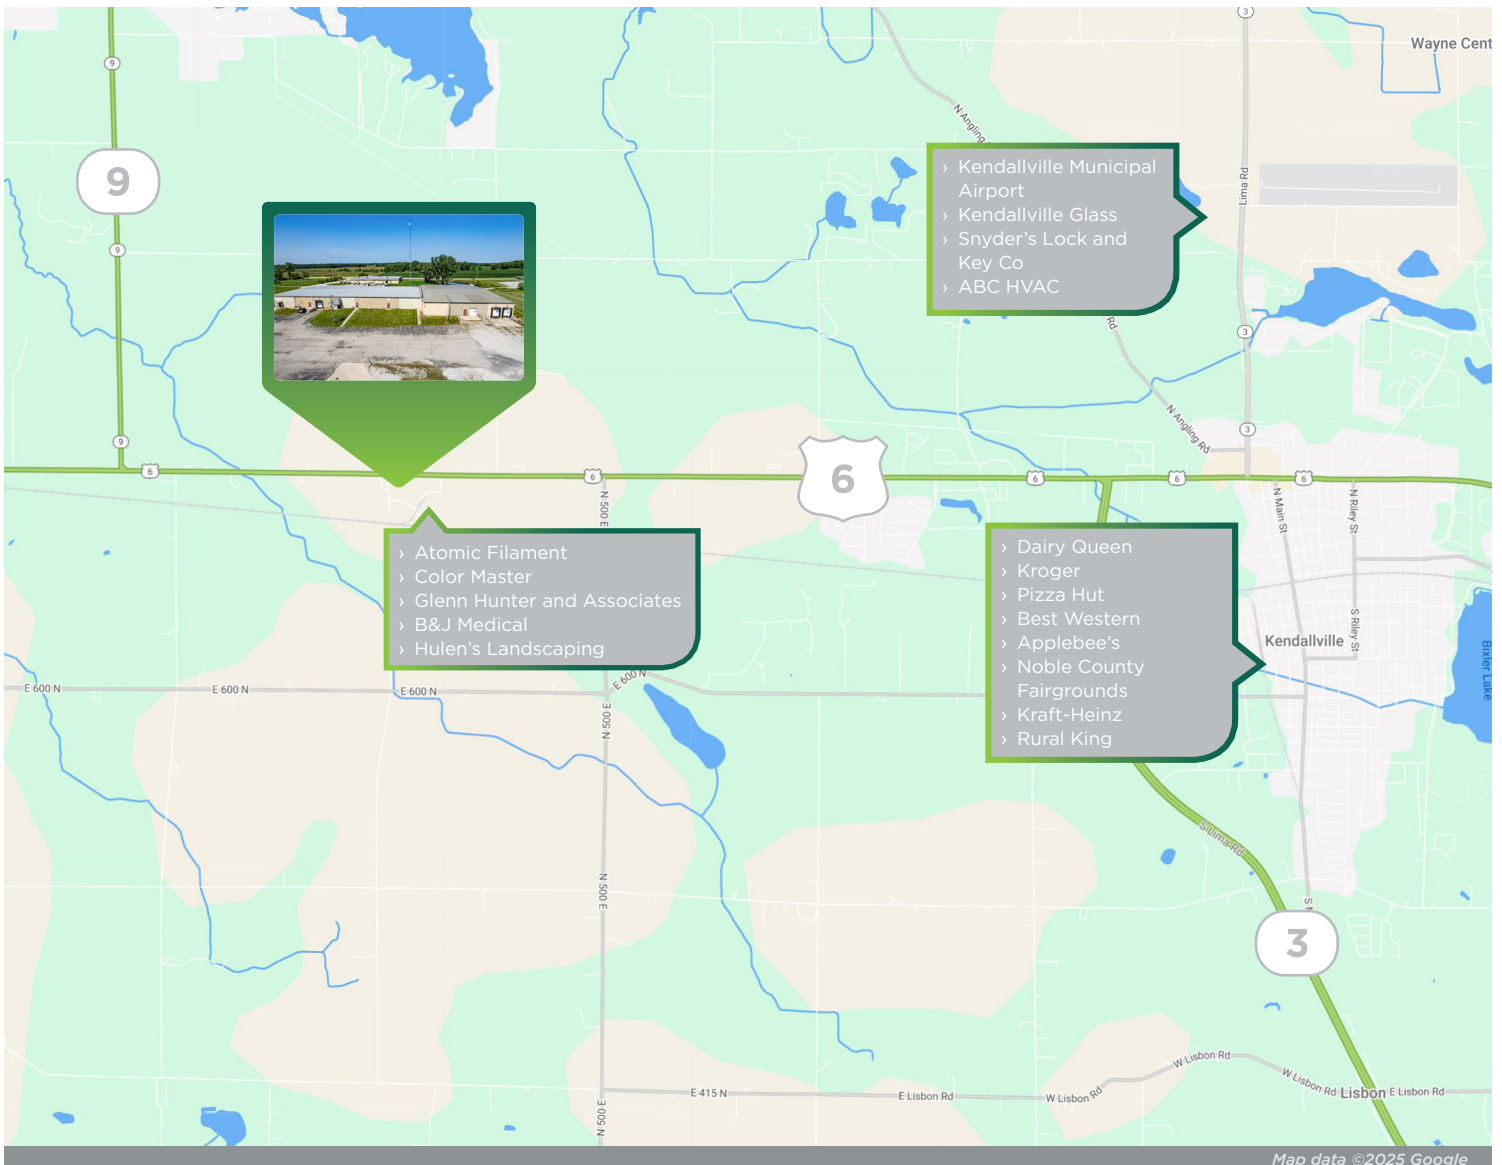 3
9
Wayne Cent
N Angling
9
› Kendallville Municipal
Airport
› Kendallville Glass
› Snyder's Lock and
Key Co
› ABC HVAC
Lima Rd
9
Rd
3
N Angling Rd
3
9
6
6
6
6
6
6
N 500 E
N Main St
N Riley St
› Atomic Filament
› Color Master
› Glenn Hunter and Associates
› B&J Medical
› Hulen's Landscaping
› Dairy Queen
› Kroger
› Pizza Hut
› Best Western
› Applebee's
› Noble County
Fairgrounds
› Kraft-Heinz
› Rural King
S Riley St
Kendallville
Bixler Lake
E 600 N
E 600 N
E 600 N
E 600 N
N 500 E
S Lima Rd
N 500 E
S
3
W Lisbon Rd
E 415 N
E Lisbon Rd
W Lisbon Rd
W Lisbon Rd
Lisbon
E Lisbon Rd
N 500 E
Map data ©2025 Google